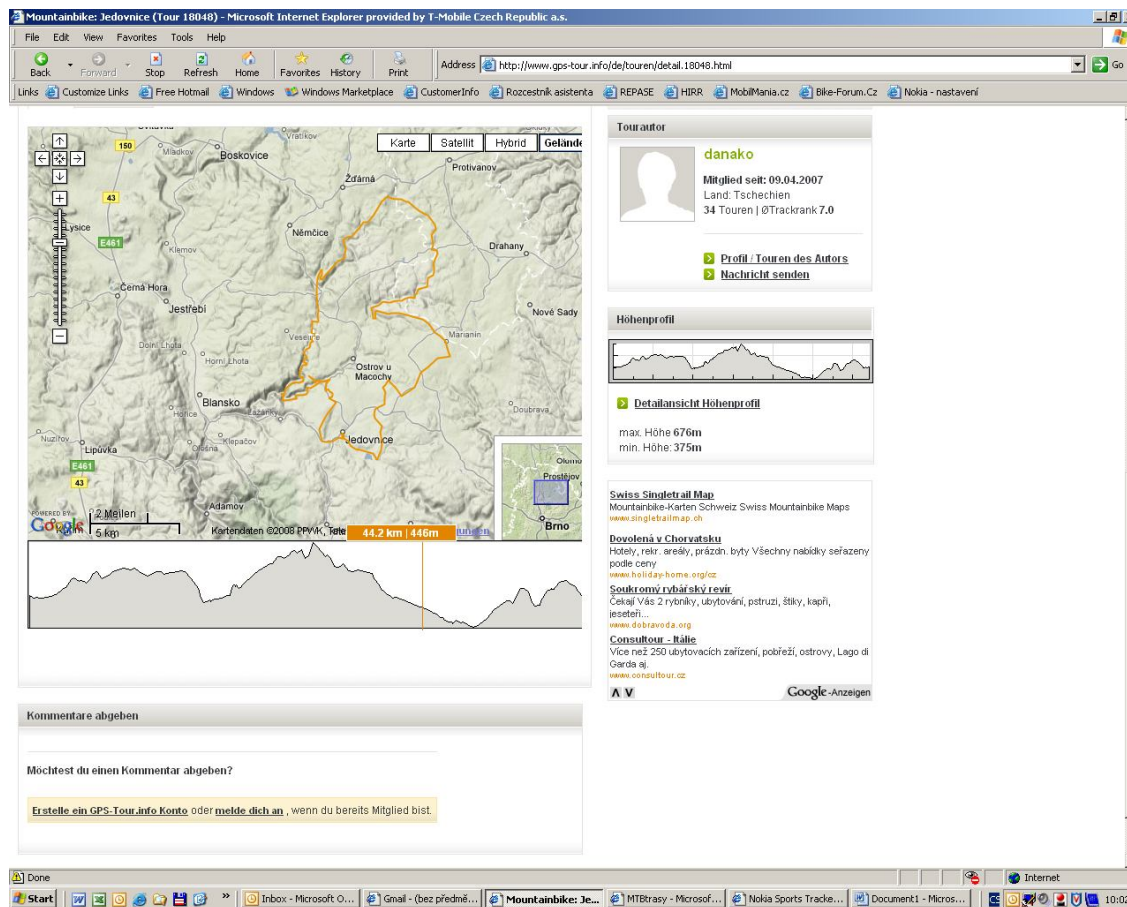 Mountainbike: Jedovnice (Tour 18048) - Microsoft Internet Explorer provided by T-Mobile Czech Republic a.s.
File Edit View Favorites Tools Help
Back Forward Stop Refresh Home Favorites History Print Address http://www.gps-tour.info/de/touren/detail.18048.html Go
Links Customize Links Free Hotmail Windows Windows Marketplace CustomerInfo Rozcestník asistenta REPASE HIRR MobilMania.cz Bike-Forum.Cz Nokia - nastavení
Karte Satellit Hybrid Gelände
150
Vratíkov
Mladkov
Boskovice
Protivanov
Žďárná
43
Lysice
Němčice
E461
Klemov
Drahany
Černá Hora
Jestřebí
Nové Sady
Marianin
Dolní Lhota
Horní Lhota
Ostrov u
Macochy
Blansko
Lažánky
Hořice
Doubrava
Nuzířov
Klepačov
Olešna
Jedovnice
Lipůvka
E461
43
Olomo
Prostějov
Brno
Adamov
POWERED BY
Google
2 Meilen
5 km
Kartendaten ©2008 PPWK, Tele
44.2 km | 446m
Kommentare abgeben
Möchtest du einen Kommentar abgeben?
Erstelle ein GPS-Tour.info Konto oder melde dich an , wenn du bereits Mitglied bist.
Tourautor
danako
Mitglied seit: 09.04.2007
Land: Tschechien
34 Touren | ØTrackrank 7.0
Profil / Touren des Autors
Nachricht senden
Höhenprofil
Detailansicht Höhenprofil
max. Höhe 676m
min. Höhe: 375m
Swiss Singletrail Map
Mountainbike-Karten Schweiz Swiss Mountainbike Maps
www.singletrailmap.ch
Dovolená v Chorvatsku
Hotely, rekr. areály, prázdn. byty Všechny nabídky seřazeny
podle ceny
www.holiday-home.org/cz
Soukromý rybářský revír
Čekají Vás 2 rybníky, ubytování, pstruzi, štiky, kapři,
jeseteři...
www.dobravoda.org
Consultour - Itálie
Více než 250 ubytovacích zařízení, pobřeží, ostrovy, Lago di
Garda aj.
www.consultour.cz
Google-Anzeigen
Done Internet
Start Inbox - Microsoft O... Gmail - (bez předmě... Mountainbike: Je... MTBtrasy - Microsof... Nokia Sports Tracke... Document1 - Micros... 10:02